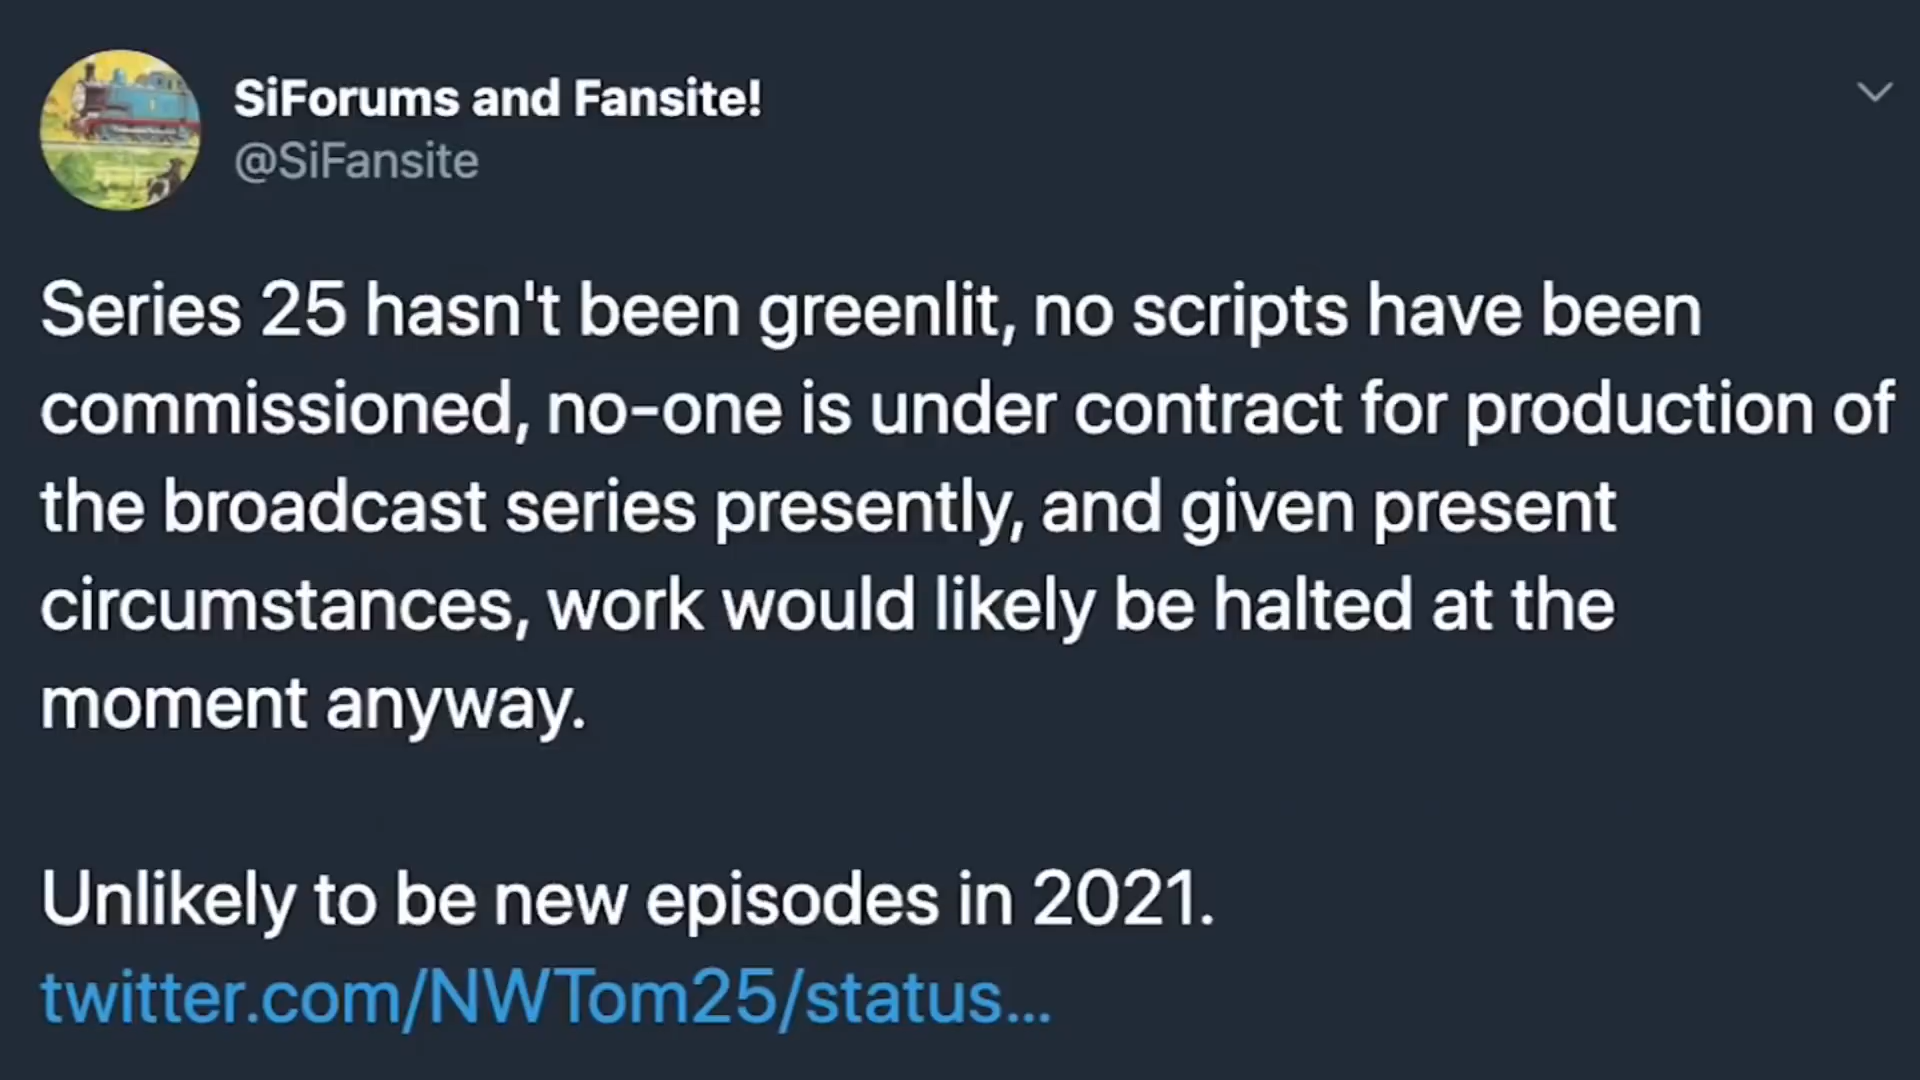 SiForums and Fansite!
@SiFansite
Series 25 hasn't been greenlit, no scripts have been
commissioned, no-one is under contract for production of
the broadcast series presently, and given present
circumstances, work would likely be halted at the
moment anyway.
Unlikely to be new episodes in 2021.
twitter.com/NWTom25/status...